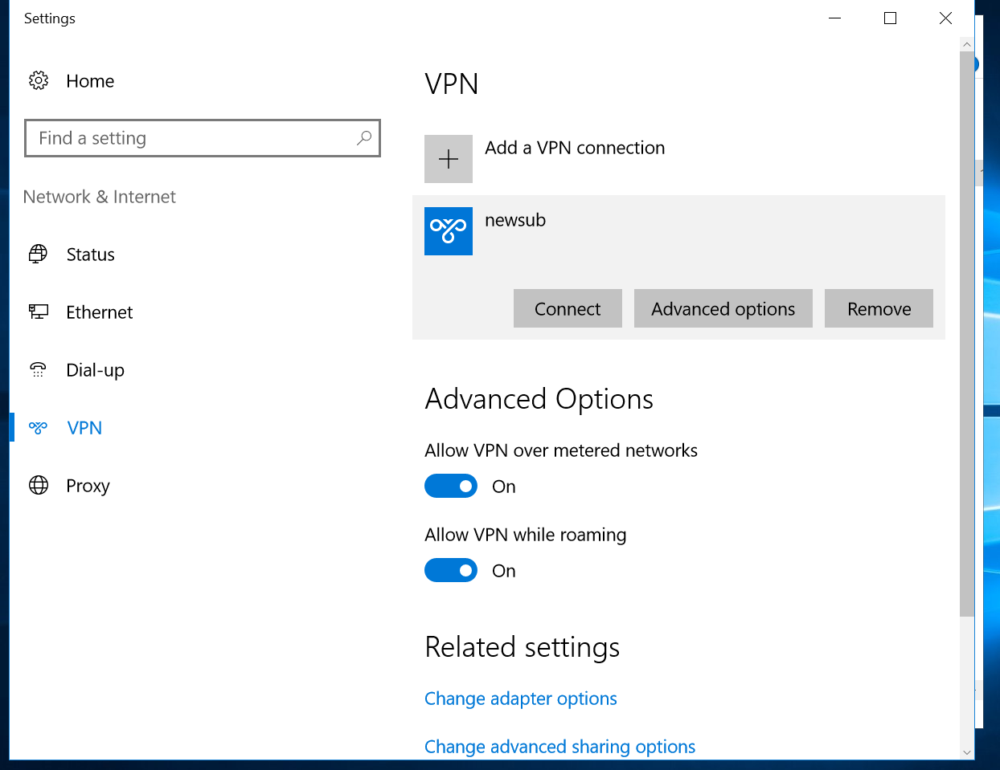 Settings
Home
Find a setting
Network & Internet
Status
Ethernet
Dial-up
VPN
Proxy
VPN
Add a VPN connection
newsub
Connect Advanced options Remove
Advanced Options
Allow VPN over metered networks
On
Allow VPN while roaming
On
Related settings
Change adapter options
Change advanced sharing options